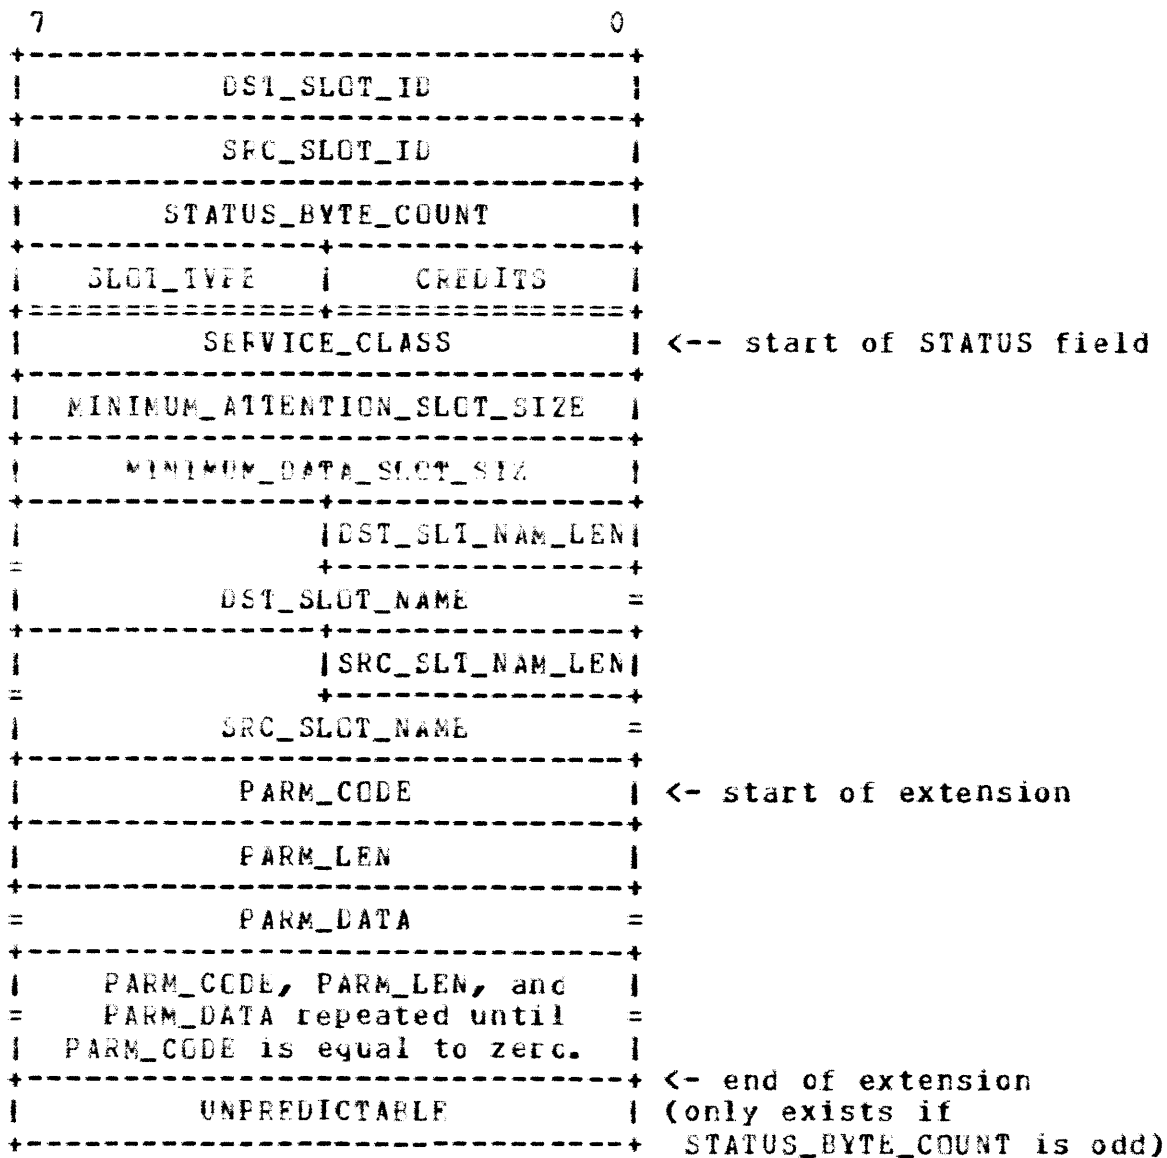 7 0
DST_SLOT_ID
SRC_SLOT_ID
STATUS_BYTE_COUNT
SLOT_TYPE CREDITS
SERVICE_CLASS <-- start of STATUS field
MINIMUM_ATTENTION_SLOT_SIZE
MINIMUM_DATA_SLOT_SIZ
DST_SLT_NAM_LEN
DST_SLOT_NAME
SRC_SLT_NAM_LEN
SRC_SLOT_NAME
PARM_CODE <- start of extension
PARM_LEN
PARM_DATA
PARM_CODE, PARM_LEN, and
PARM_DATA repeated until
PARM_CODE is equal to zero.
<- end of extension
UNPREDICTABLE (only exists if
STATUS_BYTE_COUNT is odd)